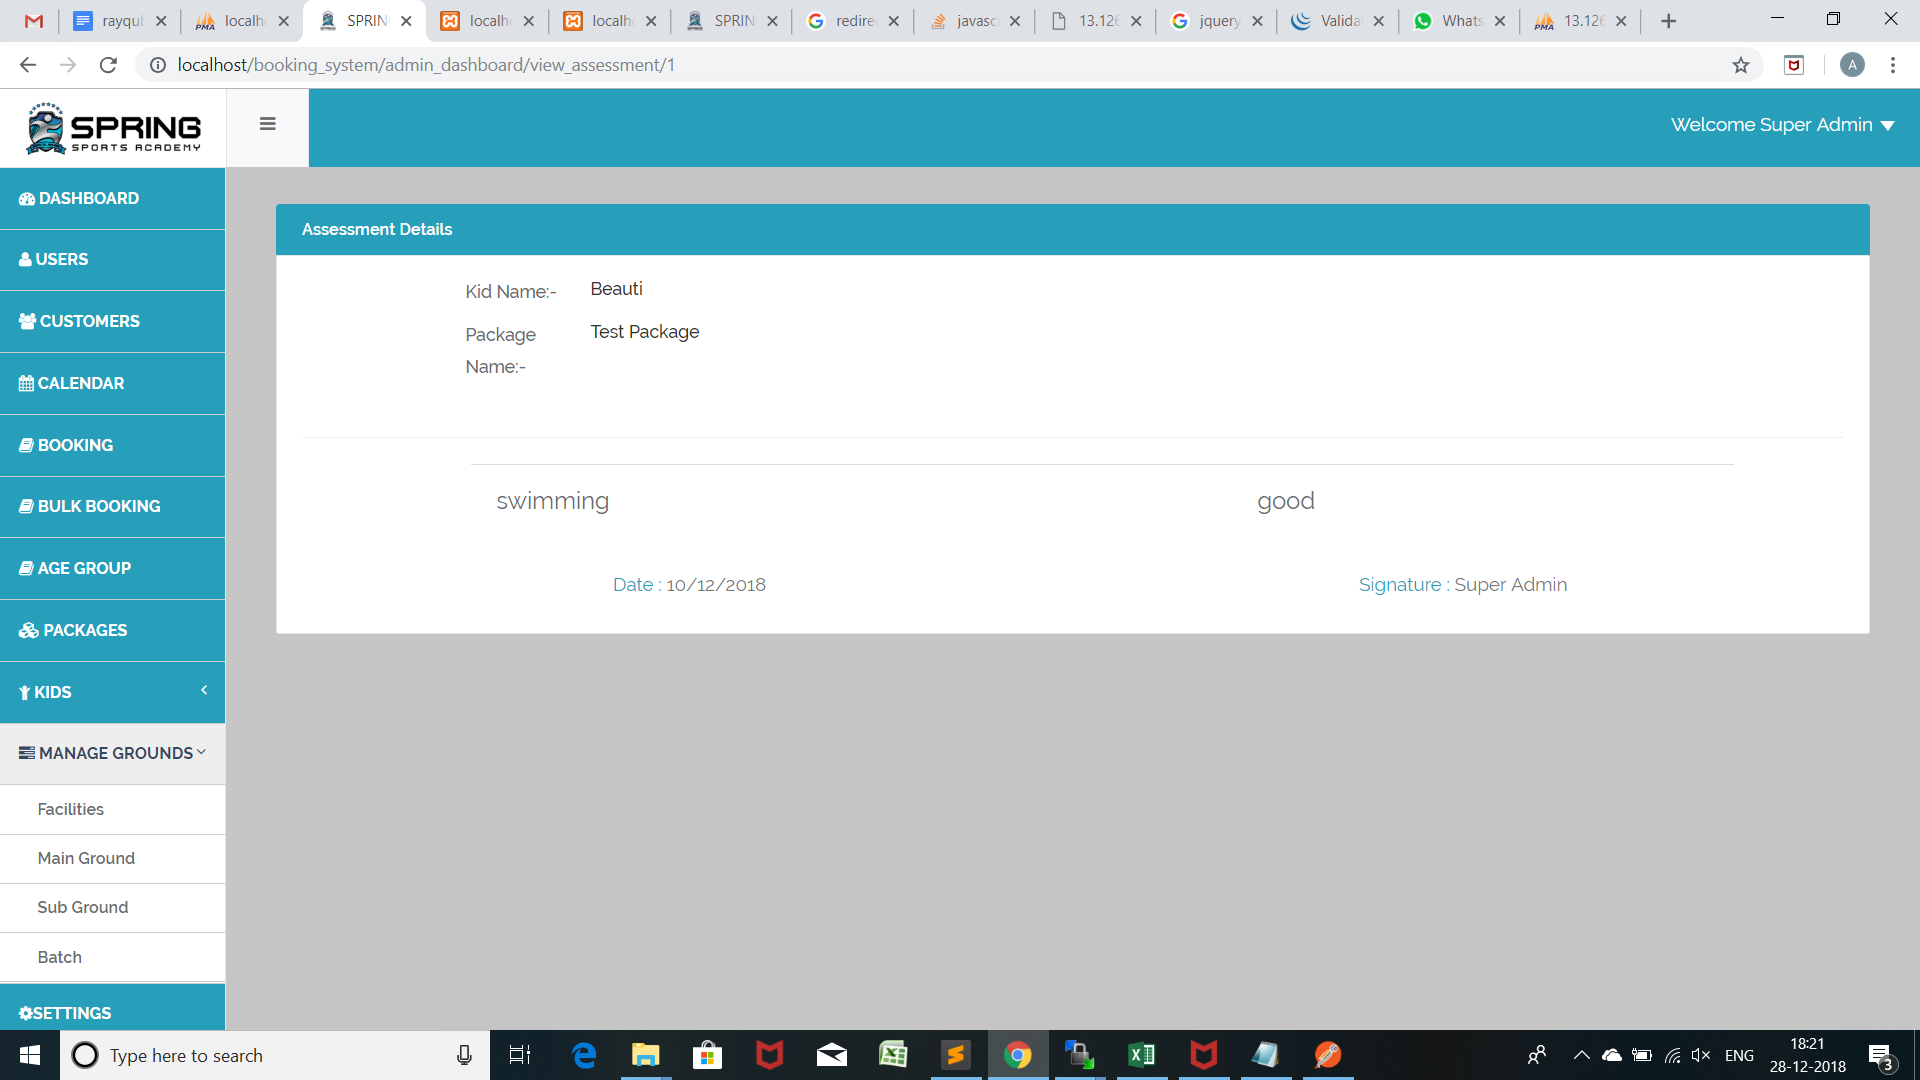 rayqu
localh
SPRIN
localh
localh
SPRIN
redire
javasc
13.126
jquery
Valida
Whats
13.126
localhost/booking_system/admin_dashboard/view_assessment/1
A
SPRING
SPORTS ACADEMY
Welcome Super Admin
DASHBOARD
USERS
CUSTOMERS
CALENDAR
BOOKING
BULK BOOKING
AGE GROUP
PACKAGES
KIDS
MANAGE GROUNDS
Facilities
Main Ground
Sub Ground
Batch
SETTINGS
Assessment Details
Kid Name:- Beauti
Package Name:- Test Package
swimming good
Date : 10/12/2018 Signature : Super Admin
Type here to search
ENG
18:21
28-12-2018
3